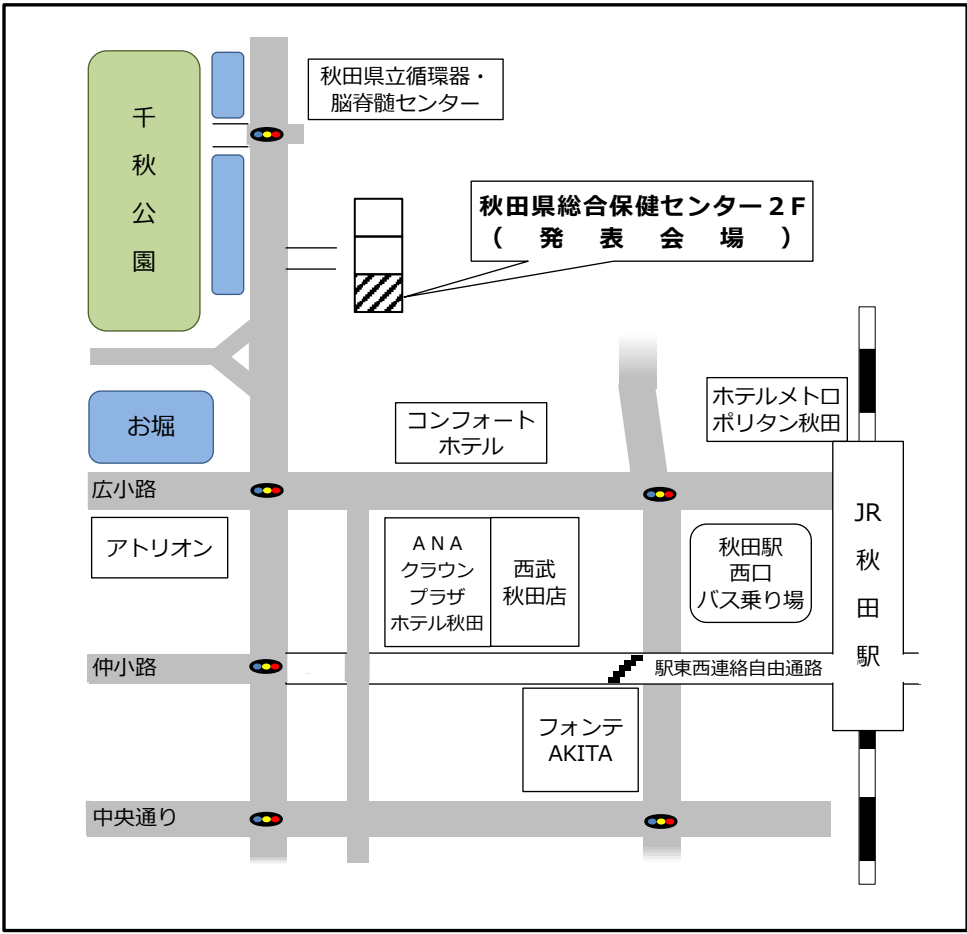 秋田県立循環器・
脳脊髄センター
千
秋
公
園
秋田県総合保健センター２F
（ 発 表 会 場 ）
お堀
コンフォート
ホテル
ホテルメトロ
ポリタン秋田
広小路
アトリオン
ＡＮＡ
クラウン
プラザ
ホテル秋田
西武
秋田店
秋田駅
西口
バス乗り場
JR
秋
田
駅
仲小路
駅東西連絡自由通路
フォンテ
AKITA
中央通り